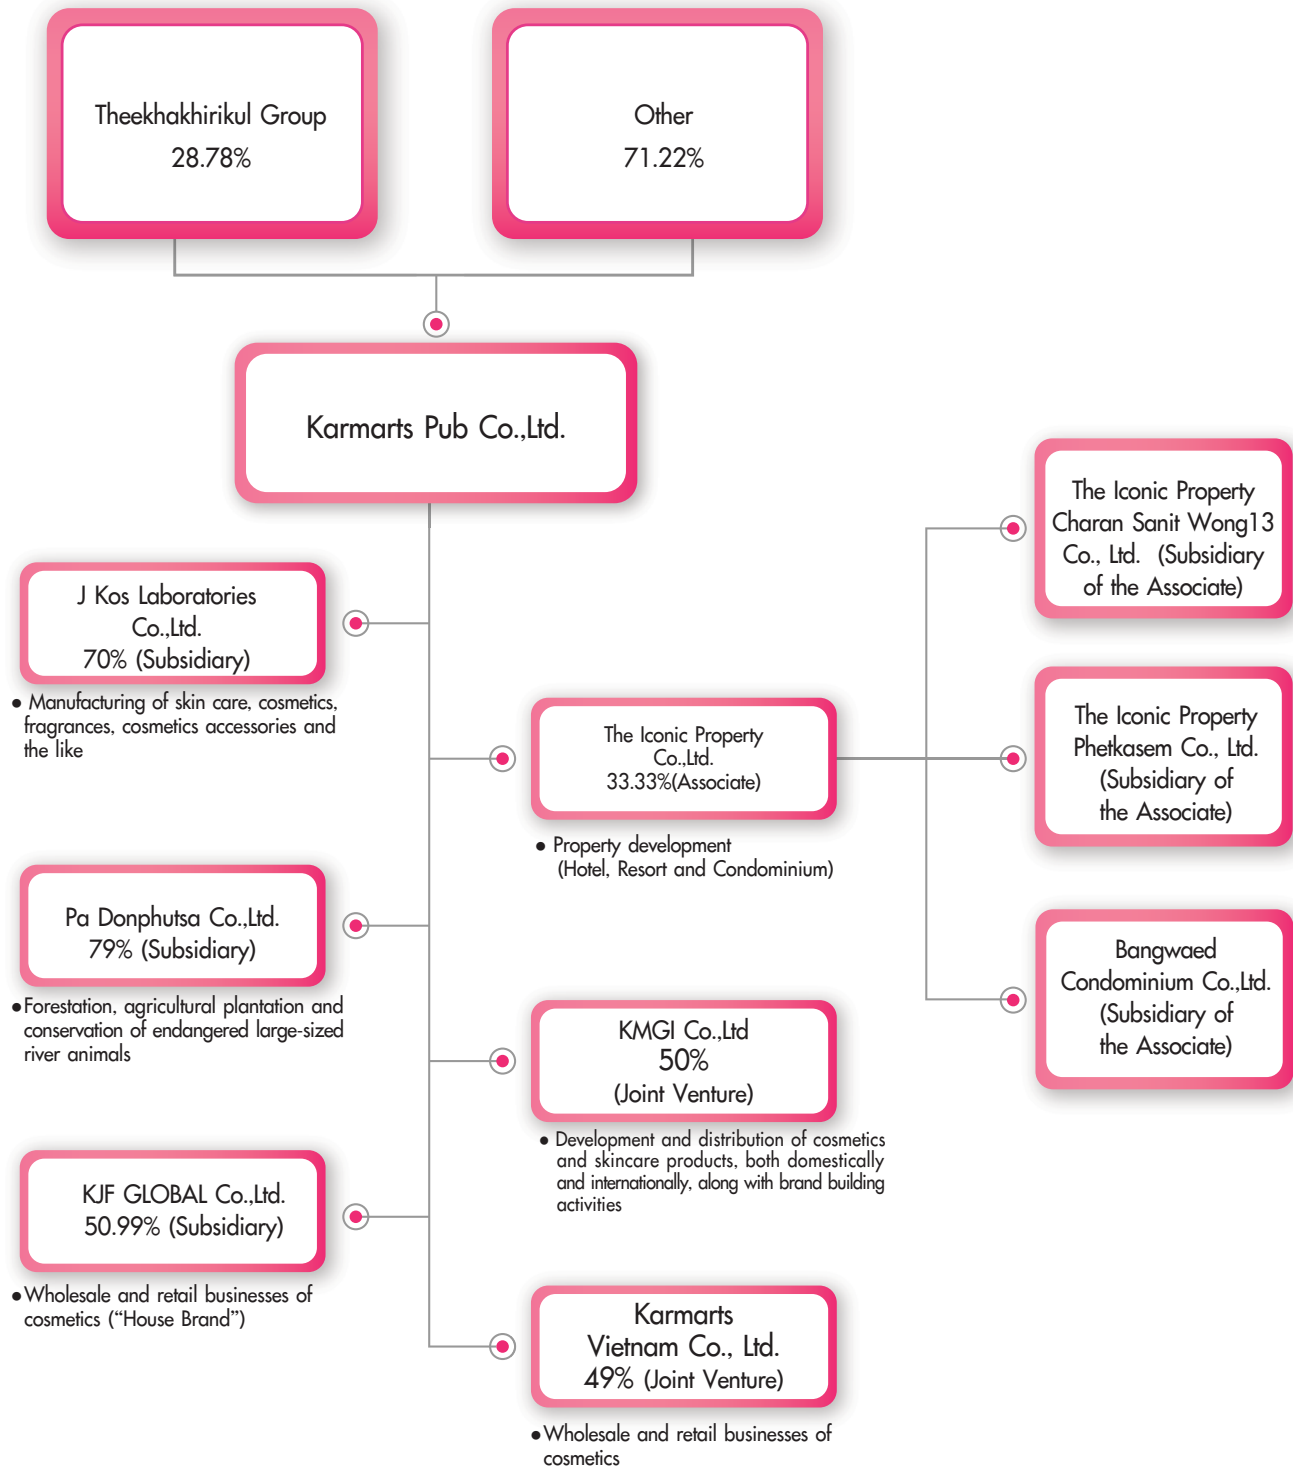 Theekhakhirikul Group
28.78%
Other
71.22%
Karmarts Pub Co.,Ltd.
J Kos Laboratories
Co.,Ltd.
70% (Subsidiary)
● Manufacturing of skin care, cosmetics,
fragrances, cosmetics accessories and
the like
Pa Donphutsa Co.,Ltd.
79% (Subsidiary)
●Forestation, agricultural plantation and
conservation of endangered large-sized
river animals
KJF GLOBAL Co.,Ltd.
50.99% (Subsidiary)
●Wholesale and retail businesses of
cosmetics (“House Brand”)
The Iconic Property
Co.,Ltd.
33.33%(Associate)
● Property development
(Hotel, Resort and Condominium)
KMGI Co.,Ltd
50%
(Joint Venture)
● Development and distribution of cosmetics
and skincare products, both domestically
and internationally, along with brand building
activities
Karmarts
Vietnam Co., Ltd.
49% (Joint Venture)
●Wholesale and retail businesses of
cosmetics
The Iconic Property
Charan Sanit Wong13
Co., Ltd. (Subsidiary
of the Associate)
The Iconic Property
Phetkasem Co., Ltd.
(Subsidiary of
the Associate)
Bangwaed
Condominium Co.,Ltd.
(Subsidiary of
the Associate)